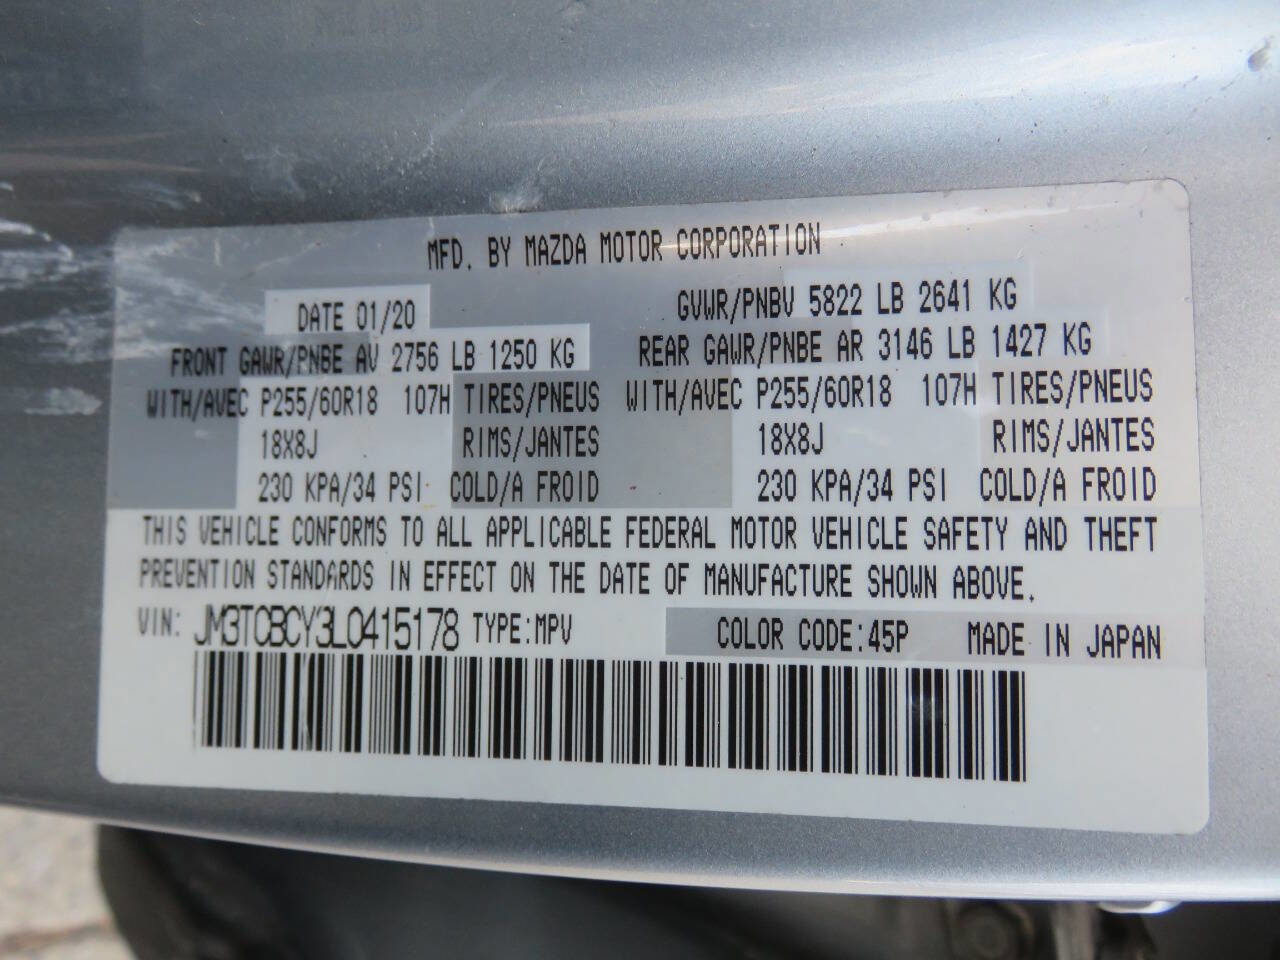 MFD. BY MAZDA MOTOR CORPORATION
DATE 01/20 GVWR/PNBV 5822 LB 2641 KG
FRONT GAWR/PNBE AV 2756 LB 1250 KG REAR GAWR/PNBE AR 3146 LB 1427 KG
WITH/AVEC P255/60R18 107H TIRES/PNEUS WITH/AVEC P255/60R18 107H TIRES/PNEUS
18X8J RIMS/JANTES 18X8J RIMS/JANTES
230 KPA/34 PSI COLD/A FROID 230 KPA/34 PSI COLD/A FROID
THIS VEHICLE CONFORMS TO ALL APPLICABLE FEDERAL MOTOR VEHICLE SAFETY AND THEFT
PREVENTION STANDARDS IN EFFECT ON THE DATE OF MANUFACTURE SHOWN ABOVE.
VIN: JM3TCBCY3L0415178 TYPE:MPV COLOR CODE:45P MADE IN JAPAN